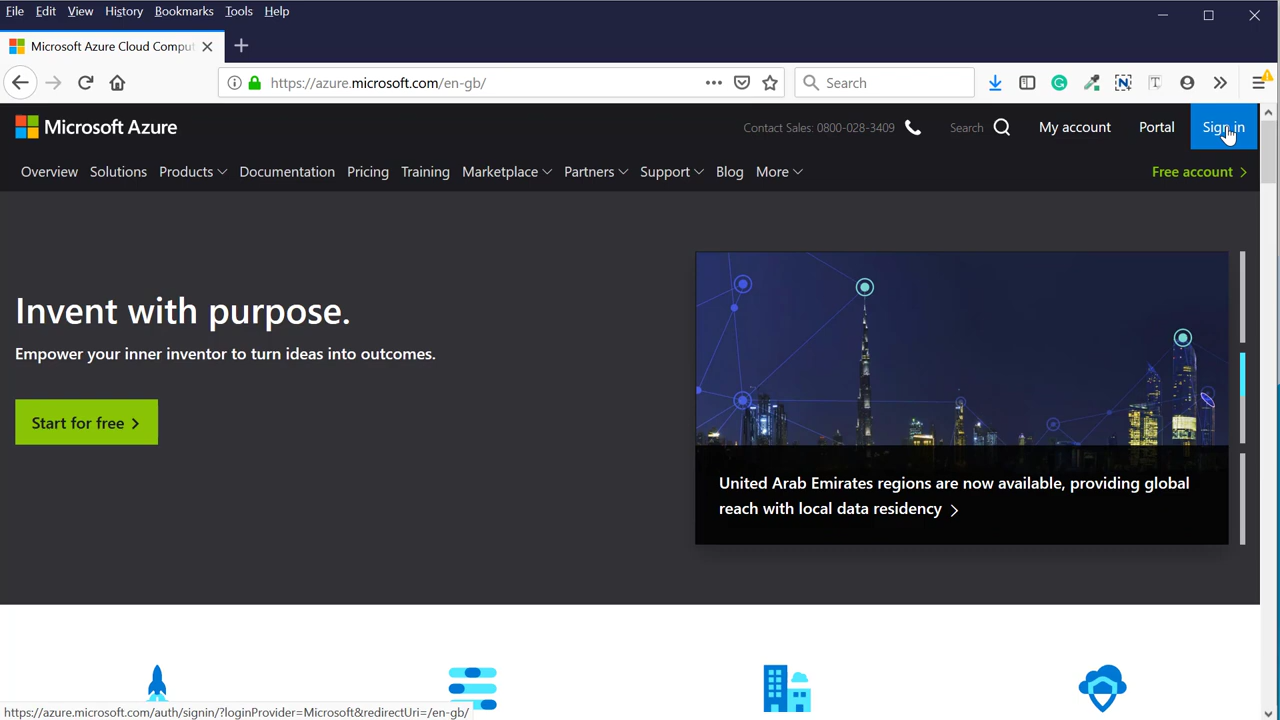 File Edit View History Bookmarks Tools Help
Microsoft Azure Cloud Comput
https://azure.microsoft.com/en-gb/
Search
Microsoft Azure
Contact Sales: 0800-028-3409
Search
My account
Portal
Sign in
Overview Solutions Products Documentation Pricing Training Marketplace Partners Support Blog More
Free account
Invent with purpose.
Empower your inner inventor to turn ideas into outcomes.
Start for free
United Arab Emirates regions are now available, providing global
reach with local data residency
https://azure.microsoft.com/auth/signin/?loginProvider=Microsoft&redirectUri=/en-gb/